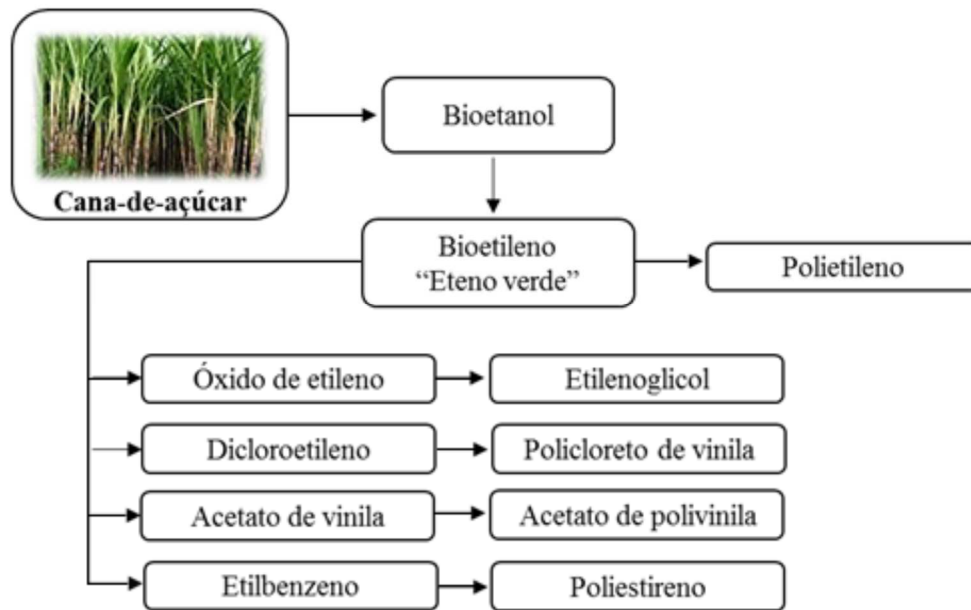 Cana-de-açúcar
Bioetanol
Bioetileno
“Eteno verde”
Polietileno
Óxido de etileno
Etilenoglicol
Dicloroetileno
Policloreto de vinila
Acetato de vinila
Acetato de polivinila
Etilbenzeno
Poliestireno